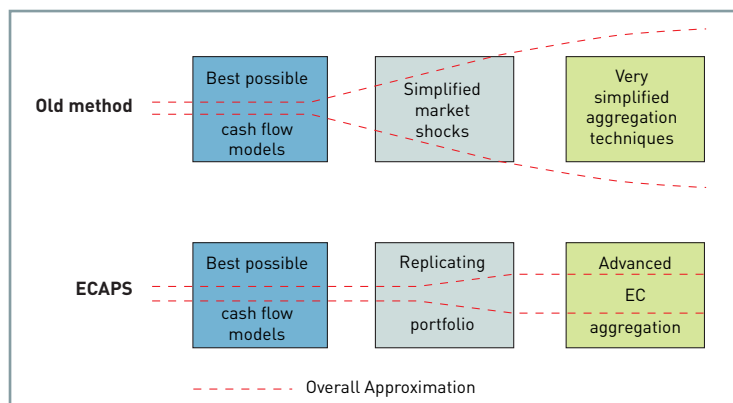 Old method
Best possible
cash flow
models
Simplified
market
shocks
Very
simplified
aggregation
techniques
ECAPS
Best possible
cash flow
models
Replicating
portfolio
Advanced
EC
aggregation
Overall Approximation